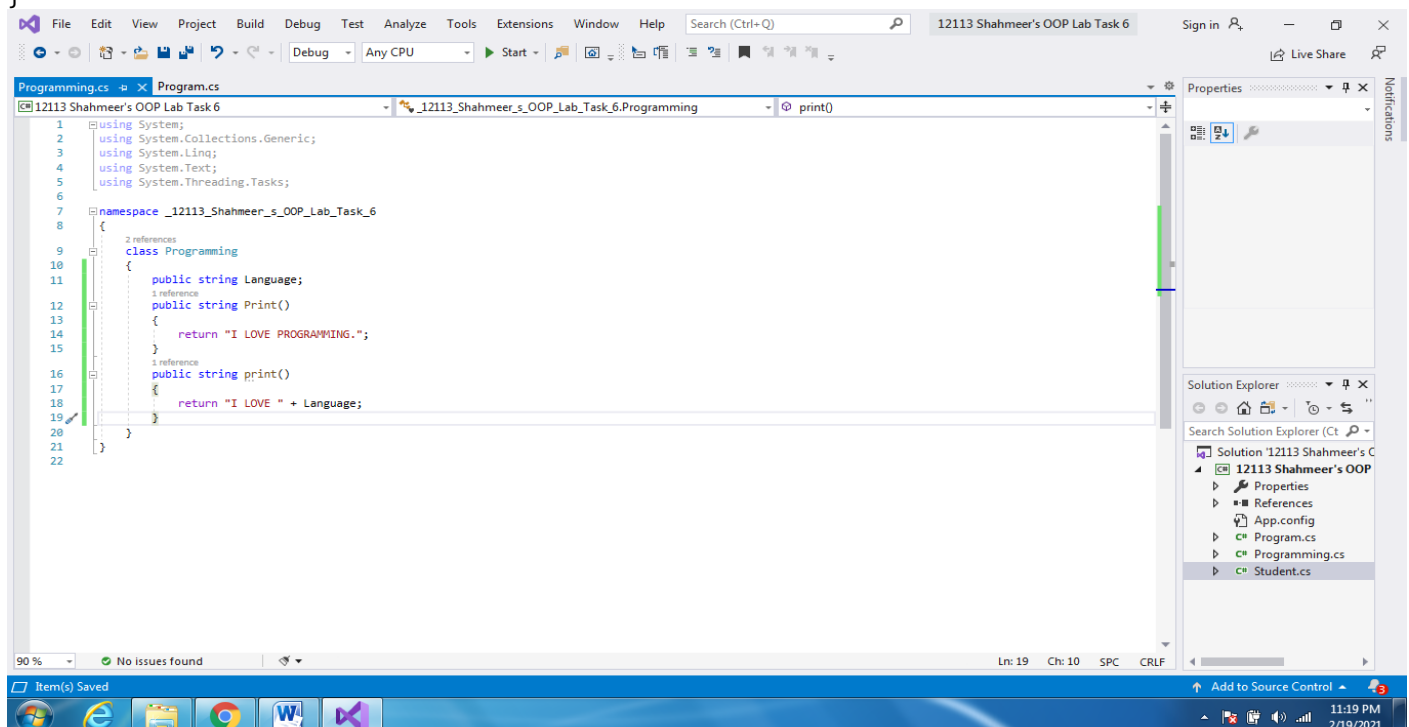 }
File Edit View Project Build Debug Test Analyze Tools Extensions Window Help Search (Ctrl+Q) 12113 Shahmeer's OOP Lab Task 6 Sign in
Debug Any CPU Start Live Share
Programming.cs Program.cs
12113 Shahmeer's OOP Lab Task 6 _12113_Shahmeer_s_OOP_Lab_Task_6.Programming print()
1 using System;
2 using System.Collections.Generic;
3 using System.Linq;
4 using System.Text;
5 using System.Threading.Tasks;
6
7 namespace _12113_Shahmeer_s_OOP_Lab_Task_6
8 {
2 references
9 class Programming
10 {
11 public string Language;
1 reference
12 public string Print()
13 {
14 return "I LOVE PROGRAMMING.";
15 }
1 reference
16 public string print()
17 {
18 return "I LOVE " + Language;
19 }
20 }
21 }
22
90 % No issues found Ln: 19 Ch: 10 SPC CRLF
Properties
Notifications
Solution Explorer
Search Solution Explorer (Ct
Solution '12113 Shahmeer's C
C# 12113 Shahmeer's OOP
Properties
References
App.config
C# Program.cs
C# Programming.cs
C# Student.cs
Item(s) Saved Add to Source Control 3
11:19 PM
2/19/2021